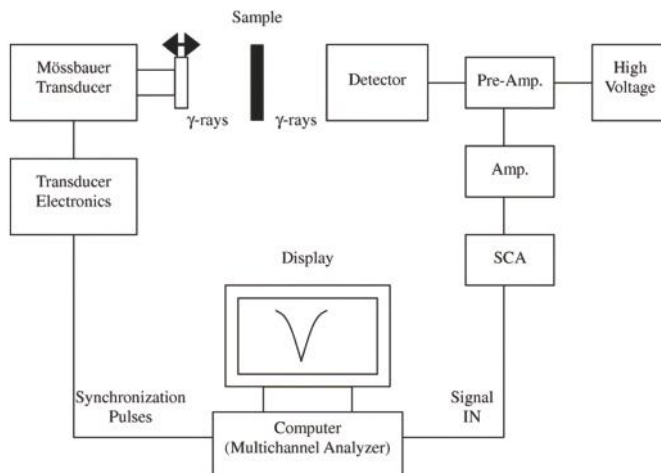 Sample
Mössbauer
Transducer
γ-rays
γ-rays
Detector
Pre-Amp.
High
Voltage
Transducer
Electronics
Amp.
SCA
Display
Synchronization
Pulses
Signal
IN
Computer
(Multichannel Analyzer)